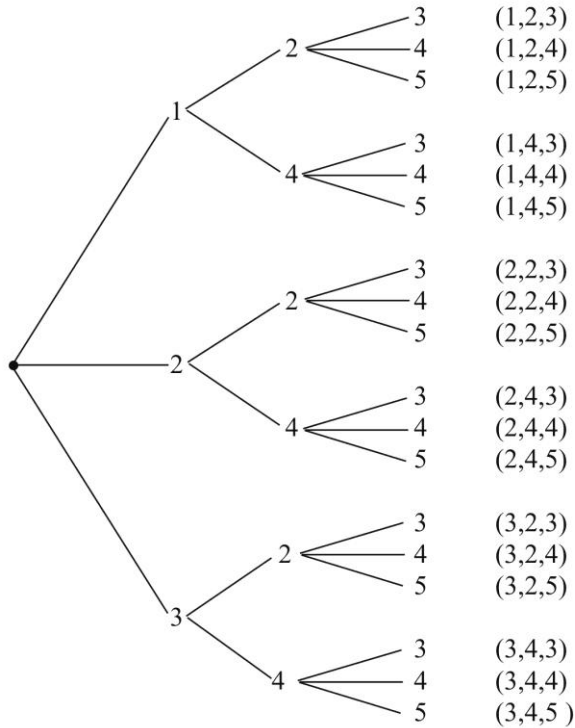 3 (1,2,3)
2 4 (1,2,4)
5 (1,2,5)
1
3 (1,4,3)
4 4 (1,4,4)
5 (1,4,5)
3 (2,2,3)
2 4 (2,2,4)
5 (2,2,5)
2
3 (2,4,3)
4 4 (2,4,4)
5 (2,4,5)
3 (3,2,3)
2 4 (3,2,4)
5 (3,2,5)
3
3 (3,4,3)
4 4 (3,4,4)
5 (3,4,5 )